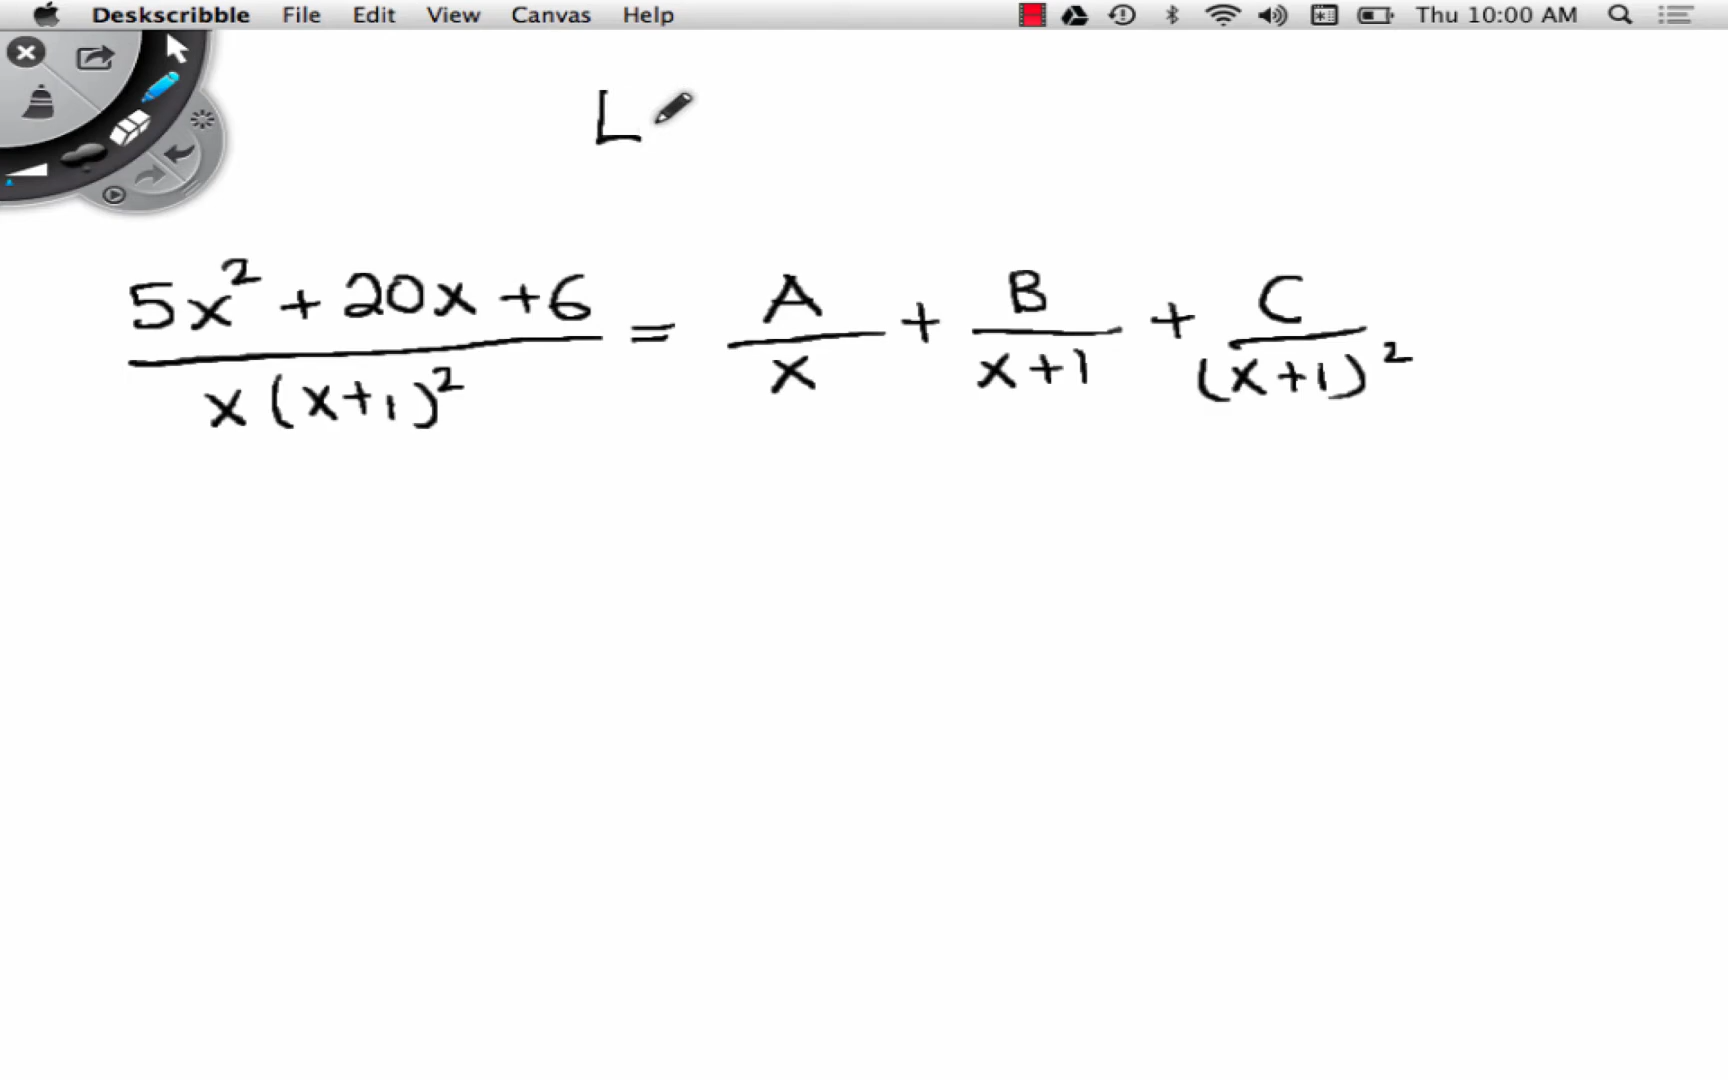 Deskscribble File Edit View Canvas Help Thu 10:00 AM
L
5x² + 20x + 6 / x(x+1)² = A / x + B / x+1 + C / (x+1)²